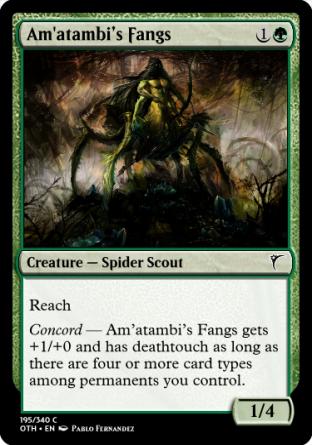 Am'atambi's Fangs 1
Creature — Spider Scout
Reach
Concord — Am'atambi's Fangs gets
+1/+0 and has deathtouch as long as
there are four or more card types
among permanents you control.
1/4
195/340 C
OTH • EN Pablo Fernandez